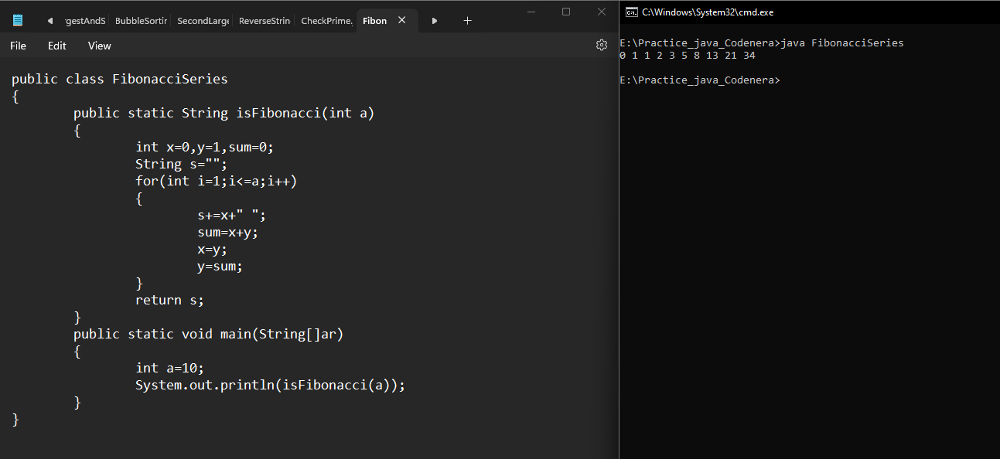 gestAndS BubbleSortir SecondLarge ReverseStrin CheckPrime. Fibon
File Edit View
public class FibonacciSeries
{
public static String isFibonacci(int a)
{
int x=0,y=1,sum=0;
String s="";
for(int i=1;i<=a;i++)
{
s+=x+" ";
sum=x+y;
x=y;
y=sum;
}
return s;
}
public static void main(String[]ar)
{
int a=10;
System.out.println(isFibonacci(a));
}
}
C:\Windows\System32\cmd.exe
E:\Practice_java_Codenera>java FibonacciSeries
0 1 1 2 3 5 8 13 21 34
E:\Practice_java_Codenera>